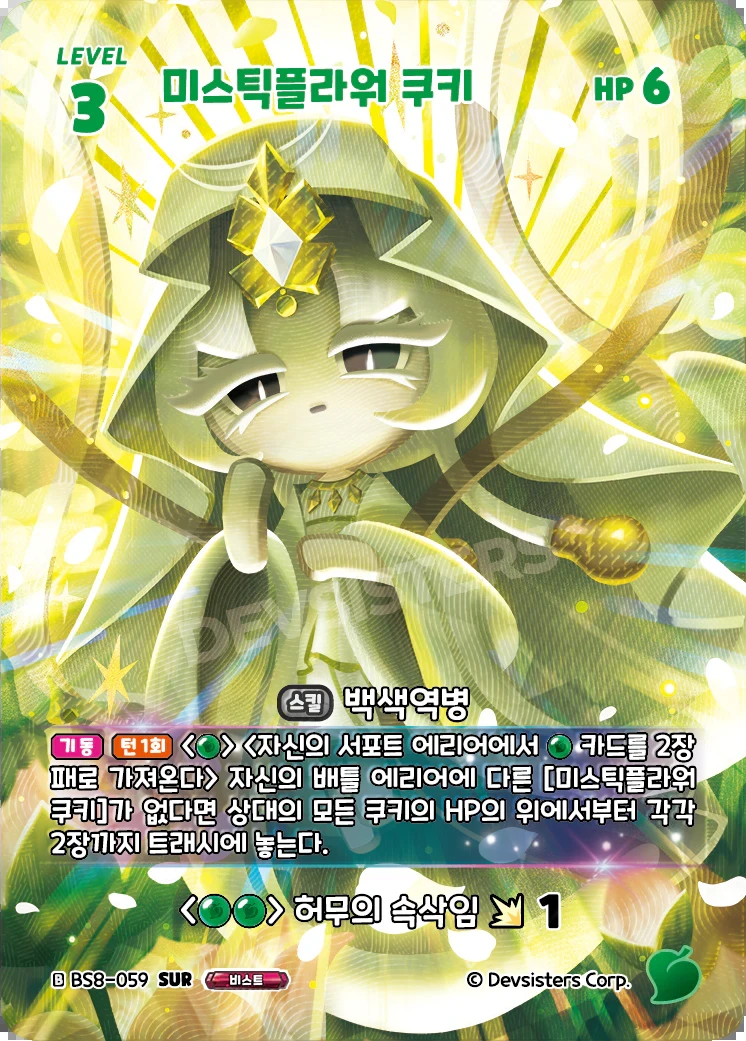 LEVEL
3
미스틱플라워 쿠키
HP 6
DEVSISTERS
스킬 백색역병
기동 턴1회 <> <자신의 서포트 에리어에서 카드를 2장
패로 가져온다> 자신의 배틀 에리어에 다른 [미스틱플라워
쿠키]가 없다면 상대의 모든 쿠키의 HP의 위에서부터 각각
2장까지 트래시에 놓는다.
<> 허무의 속삭임 1
B BS8-059 SUR 비스트
© Devsisters Corp.